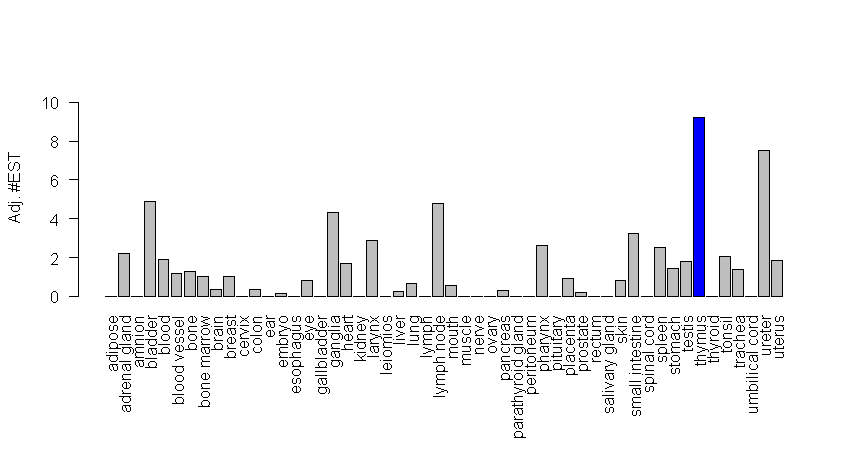 Adj. #EST
10
8
6
4
2
0
adipose
adrenal gland
amnion
bladder
blood
blood vessel
bone
bone marrow
brain
breast
cervix
colon
ear
embryo
esophagus
eye
gallbladder
ganglia
heart
kidney
larynx
leiomios
liver
lung
lymph
lymph node
mouth
muscle
nerve
ovary
pancreas
parathyroid gland
peritoneum
pharynx
pituitary
placenta
prostate
rectum
salivary gland
skin
small intestine
spinal cord
spleen
stomach
testis
thymus
thyroid
tonsil
trachea
umbilical cord
ureter
uterus